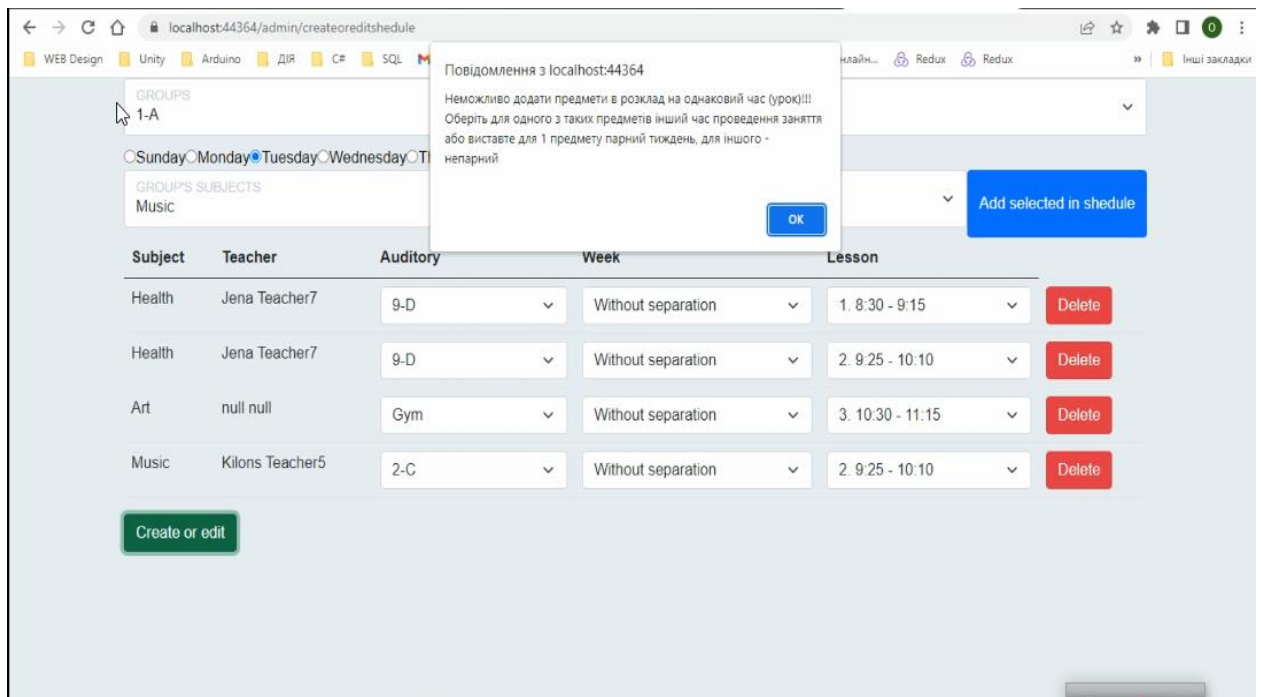 localhost:44364/admin/createoreditshedule
O
WEB Design Unity Arduino ДІЯ C# SQL Redux Redux » Інші закладки
Повідомлення з localhost:44364
Неможливо додати предмети в розклад на однаковий час (урок)!!!
Оберіть для одного з таких предметів інший час проведення заняття
або виставте для 1 предмету парний тиждень, для іншого -
непарний
OK
GROUPS
1-A
Sunday Monday Tuesday Wednesday
GROUP'S SUBJECTS
Music
Add selected in shedule
Subject Teacher Auditory Week Lesson
Health Jena Teacher7 9-D Without separation 1. 8:30 - 9:15 Delete
Health Jena Teacher7 9-D Without separation 2. 9:25 - 10:10 Delete
Art null null Gym Without separation 3. 10:30 - 11:15 Delete
Music Kilons Teacher5 2-C Without separation 2. 9:25 - 10:10 Delete
Create or edit